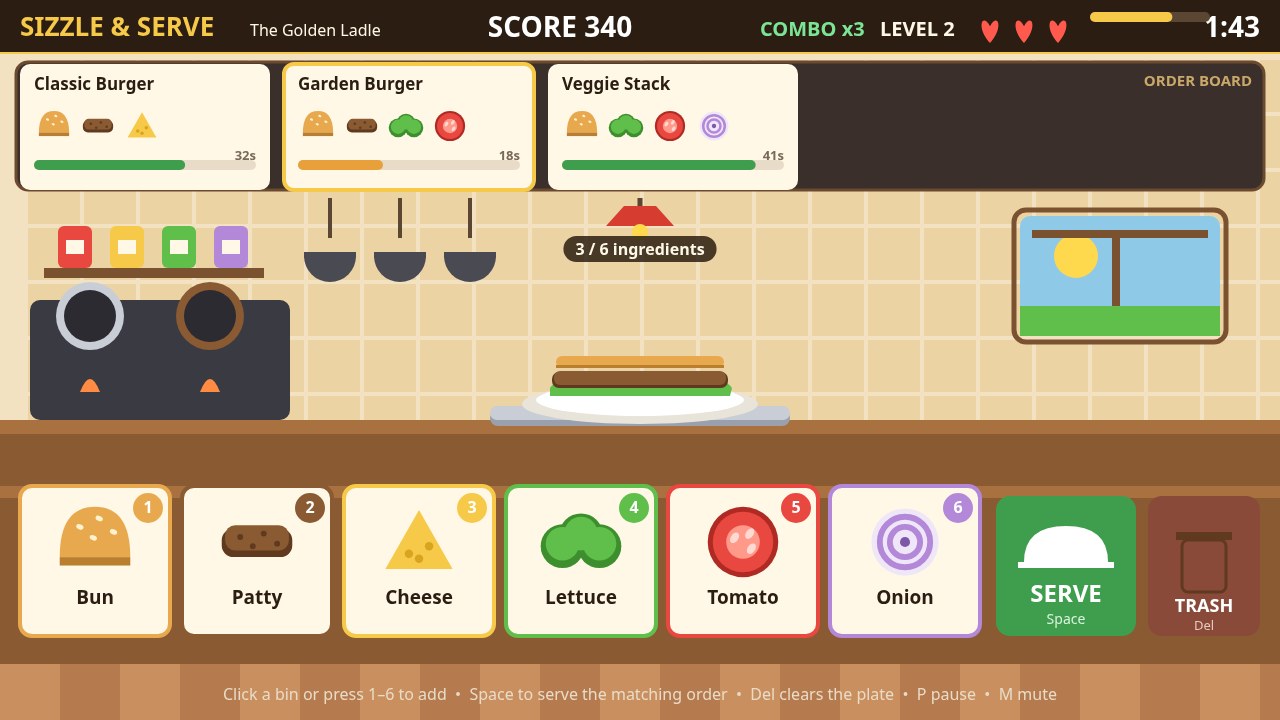 SIZZLE & SERVE
The Golden Ladle
SCORE 340
COMBO x3
LEVEL 2
1:43
Classic Burger
32s
Garden Burger
18s
Veggie Stack
41s
ORDER BOARD
3 / 6 ingredients
1
Bun
2
Patty
3
Cheese
4
Lettuce
5
Tomato
6
Onion
SERVE
Space
TRASH
Del
Click a bin or press 1–6 to add • Space to serve the matching order • Del clears the plate • P pause • M mute